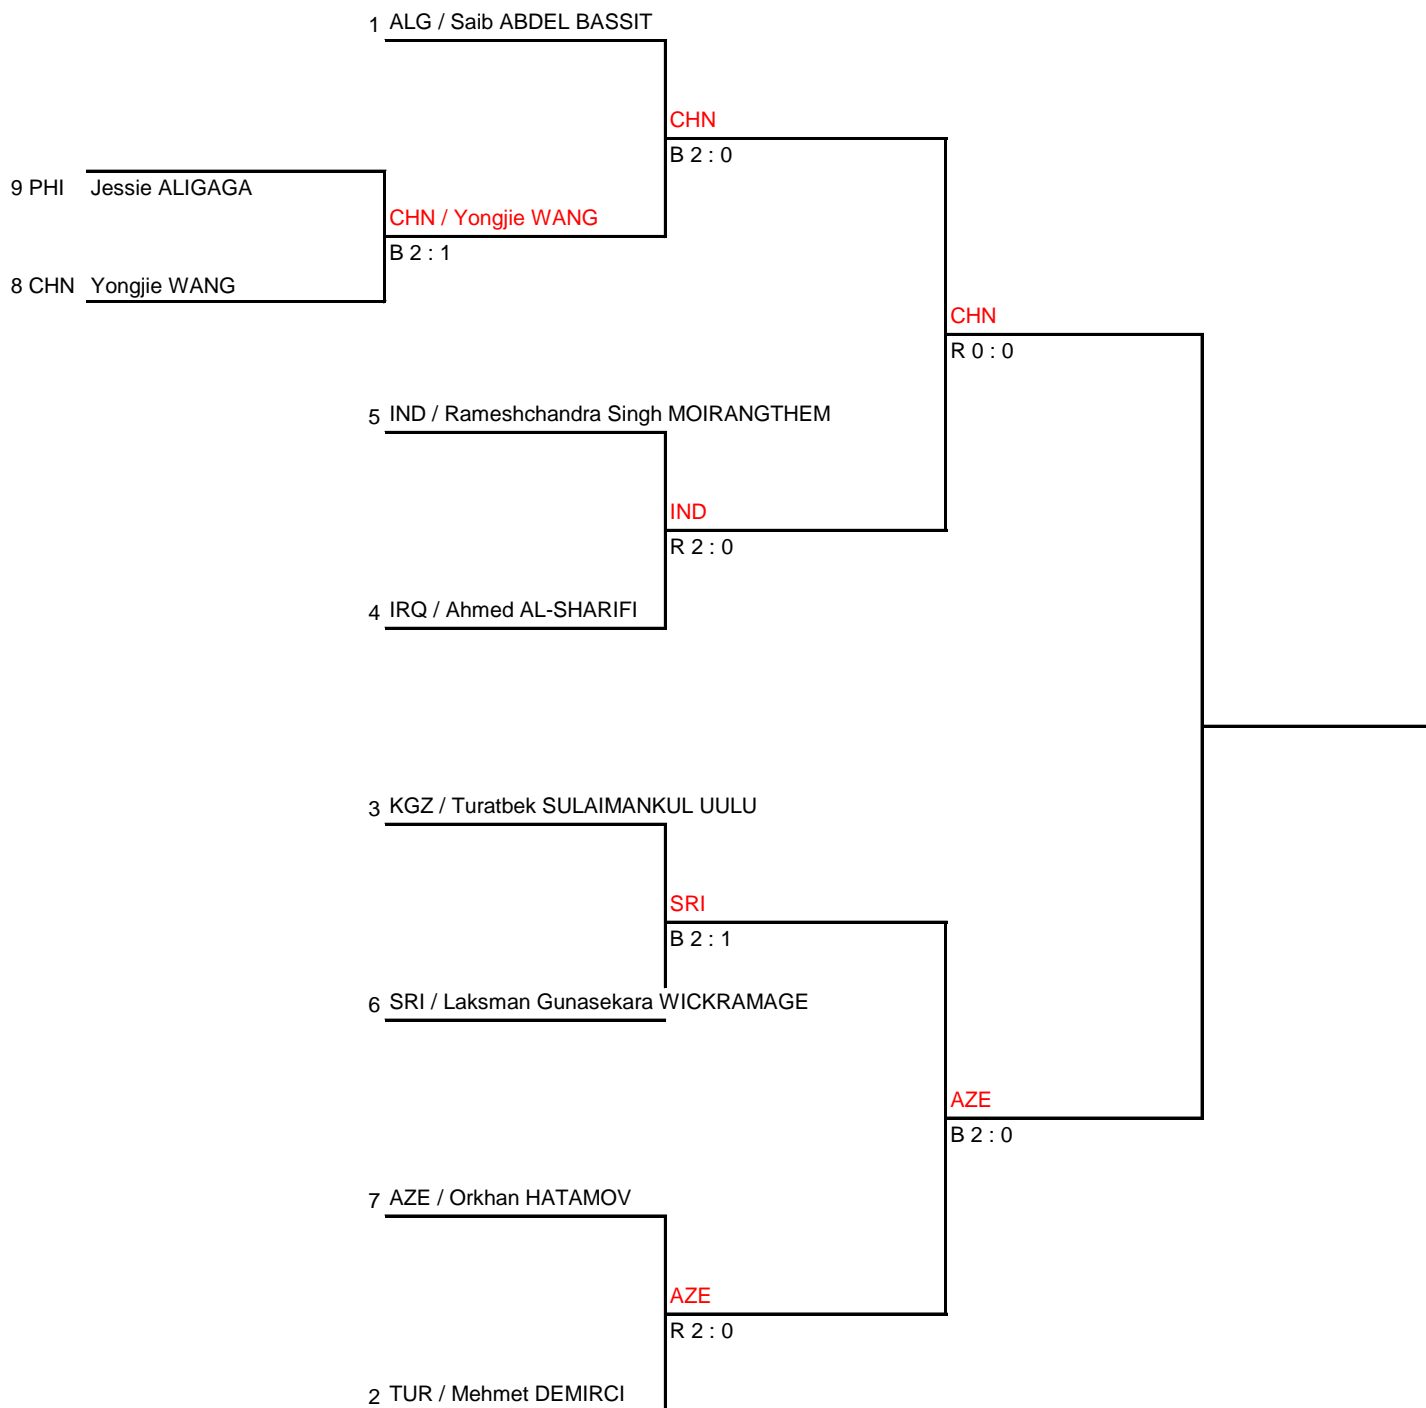 1 ALG / Saib ABDEL BASSIT
CHN
B 2 : 0
9 PHI Jessie ALIGAGA
CHN / Yongjie WANG
B 2 : 1
8 CHN Yongjie WANG
CHN
R 0 : 0
5 IND / Rameshchandra Singh MOIRANGTHEM
IND
R 2 : 0
4 IRQ / Ahmed AL-SHARIFI
3 KGZ / Turatbek SULAIMANKUL UULU
SRI
B 2 : 1
6 SRI / Laksman Gunasekara WICKRAMAGE
AZE
B 2 : 0
7 AZE / Orkhan HATAMOV
AZE
R 2 : 0
2 TUR / Mehmet DEMIRCI